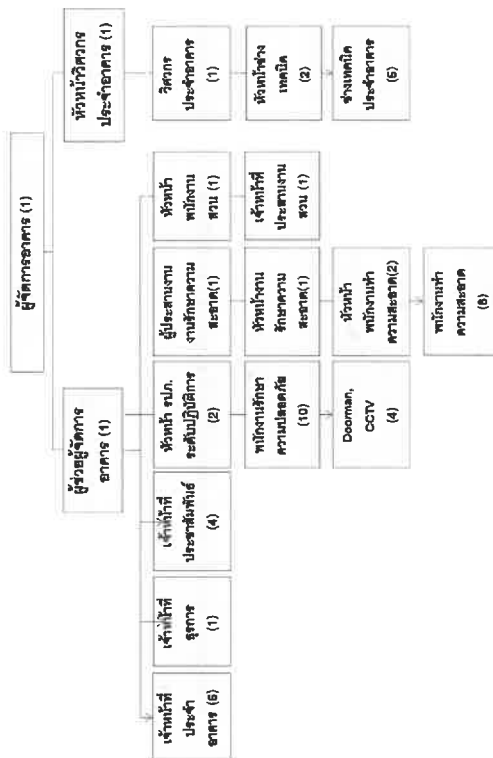 ผู้จัดการอาคาร (1)
ผู้ช่วยผู้จัดการ
อาคาร (1)
หัวหน้าวิศวกร
ประจำอาคาร (1)
เจ้าหน้าที่
ประจำ
อาคาร (6)
เจ้าหน้าที่
ธุรการ
(1)
เจ้าหน้าที่
ประชาสัมพันธ์
(4)
หัวหน้า รปภ.
ระดับปฏิบัติการ
(2)
ผู้ประสานงาน
งานรักษาความ
สะอาด(1)
หัวหน้า
พนักงาน
สวน (1)
วิศวกร
ประจำอาคาร
(1)
พนักงานรักษา
ความปลอดภัย
(10)
หัวหน้างาน
รักษาความ
สะอาด(1)
เจ้าหน้าที่
ประสานงาน
สวน (1)
หัวหน้าช่าง
เทคนิค
(2)
Doorman,
CCTV
(4)
หัวหน้า
พนักงานทำ
ความสะอาด(2)
ช่างเทคนิค
ประจำอาคาร
(5)
พนักงานทำ
ความสะอาด
(8)